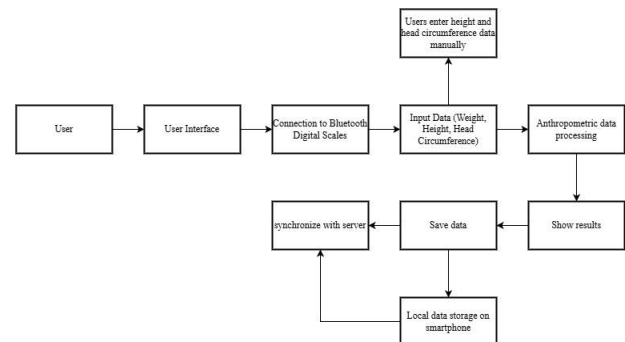 Users enter height and
head circumference data
manually
User
User Interface
Connection to Bluetooth
Digital Scales
Input Data (Weight,
Height, Head
Circumference)
Anthropometric data
processing
synchronize with server
Save data
Show results
Local data storage on
smartphone